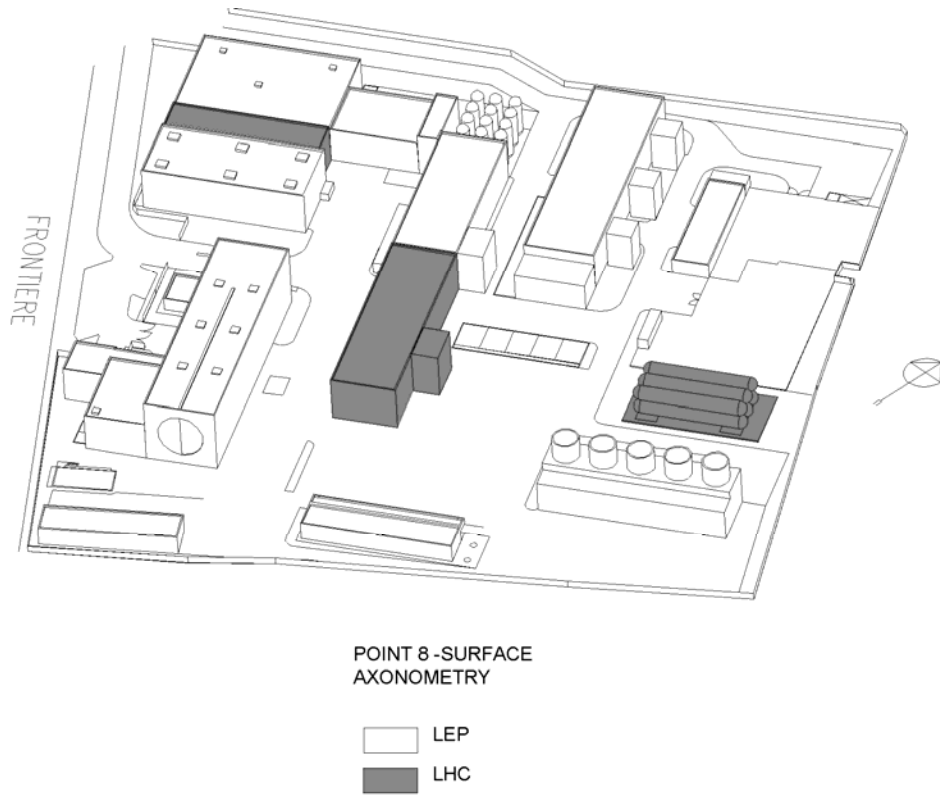 FRONTIERE
POINT 8 -SURFACE
AXONOMETRY
LEP
LHC